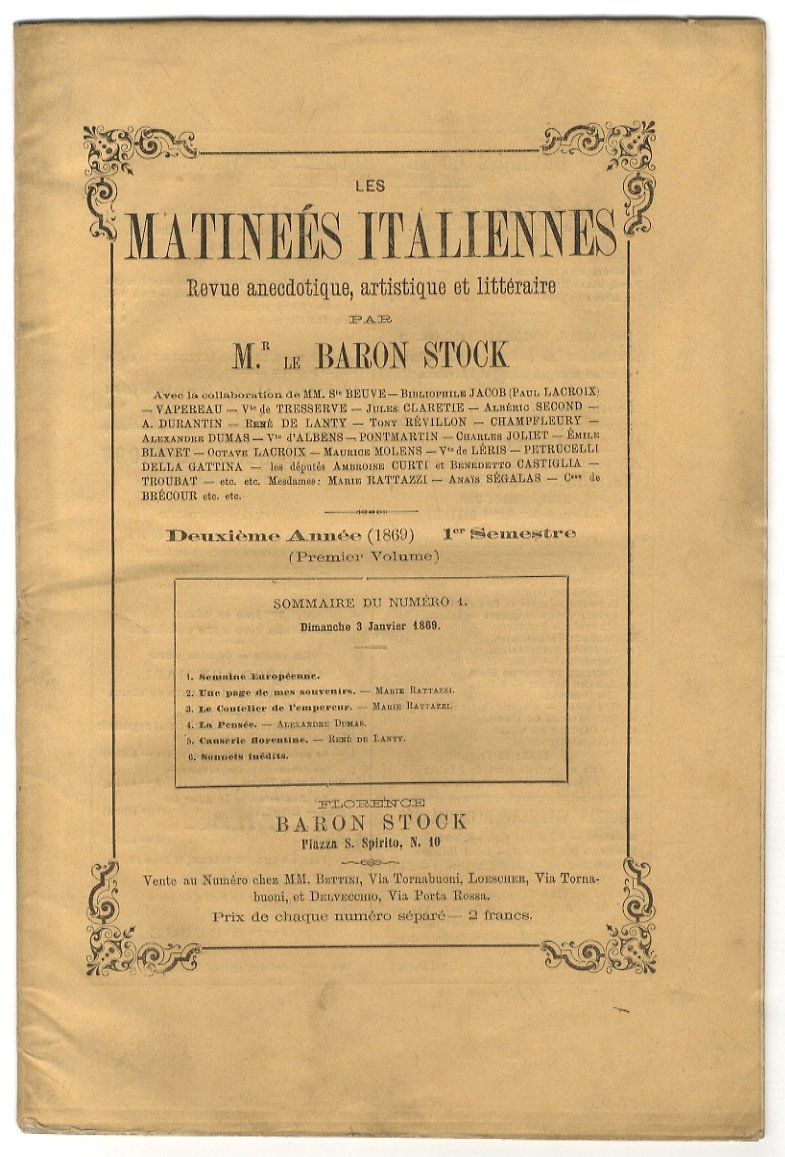 LES
MATINEÉS ITALIENNES
Revue anecdotique, artistique et littéraire
PAR
M.R LE BARON STOCK
Avec la collaboration de MM. Ste BEUVE — BIBLIOPHILE JACOB (PAUL LACROIX)
— VAPEREAU — Vte de TRESSERVE — JULES CLARETIE — ALBÉRIC SECOND —
A. DURANTIN — RENÉ DE LANTY — TONY RÉVILLON — CHAMPFLEURY —
ALEXANDRE DUMAS — Vte d'ALBENS — PONTMARTIN — CHARLES JOLIET — ÉMILE
BLAVET — OCTAVE LACROIX — MAURICE MOLENS — Vte de LÉRIS — PETRUCELLI
DELLA GATTINA — les députés AMBROISE CURTI et BENEDETTO CASTIGLIA —
TROUBAT — etc. etc. Mesdames: MARIE RATTAZZI — ANAÏS SÉGALAS — Csse de
BRÉCOUR etc. etc.
Deuxième Année (1869) 1er Semestre
(Premier Volume)
SOMMAIRE DU NUMÉRO 1.
Dimanche 3 Janvier 1869.
1. Semaine Européenne.
2. Une page de mes souvenirs. — MARIE RATTAZZI.
3. Le Coutelier de l'empereur. — MARIE RATTAZZI.
4. La Pensée. — ALEXANDRE DUMAS.
5. Causerie florentine. — RENÉ DE LANTY.
6. Sonnets inédits.
FLORENCE
BARON STOCK
Piazza S. Spirito, N. 10
Vente au Numéro chez MM. BETTINI, Via Tornabuoni, LOESCHER, Via Torna-
buoni, et DELVECCHIO, Via Porta Rossa.
Prix de chaque numéro séparé — 2 francs.